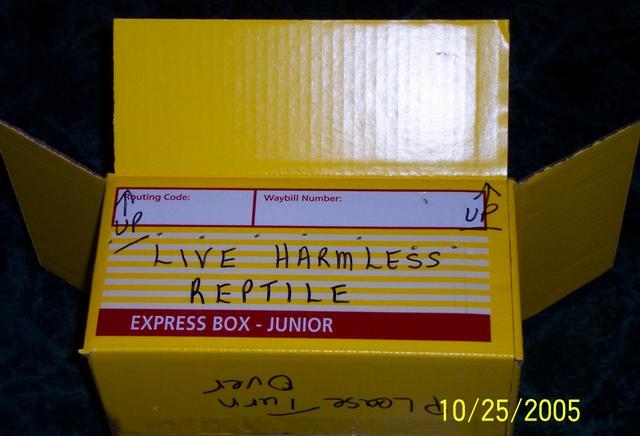 Routing Code:
Waybill Number:
UP
UP
LIVE HARMLESS
REPTILE
EXPRESS BOX - JUNIOR
Please Turn
Over
10/25/2005